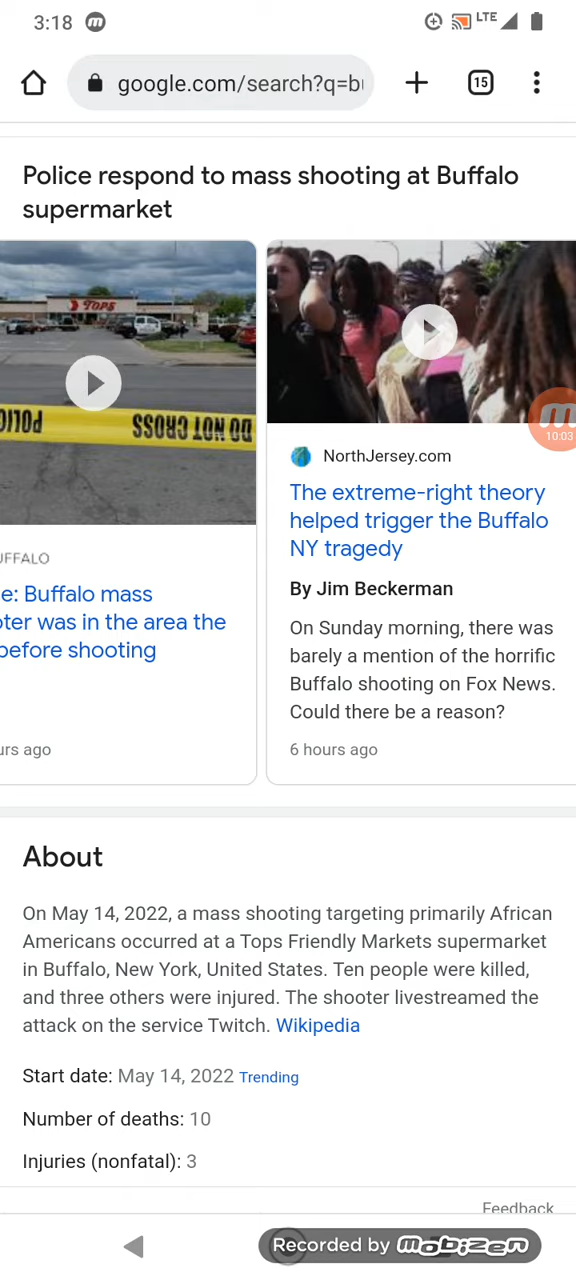 3:18
LTE
google.com/search?q=b
15
Police respond to mass shooting at Buffalo
supermarket
TOPS
POLIC
DO NOT CROSS
UFFALO
e: Buffalo mass
oter was in the area the
before shooting
urs ago
NorthJersey.com
The extreme-right theory
helped trigger the Buffalo
NY tragedy
By Jim Beckerman
On Sunday morning, there was
barely a mention of the horrific
Buffalo shooting on Fox News.
Could there be a reason?
6 hours ago
10:03
About
On May 14, 2022, a mass shooting targeting primarily African
Americans occurred at a Tops Friendly Markets supermarket
in Buffalo, New York, United States. Ten people were killed,
and three others were injured. The shooter livestreamed the
attack on the service Twitch. Wikipedia
Start date: May 14, 2022 Trending
Number of deaths: 10
Injuries (nonfatal): 3
Feedback
Recorded by mobizen